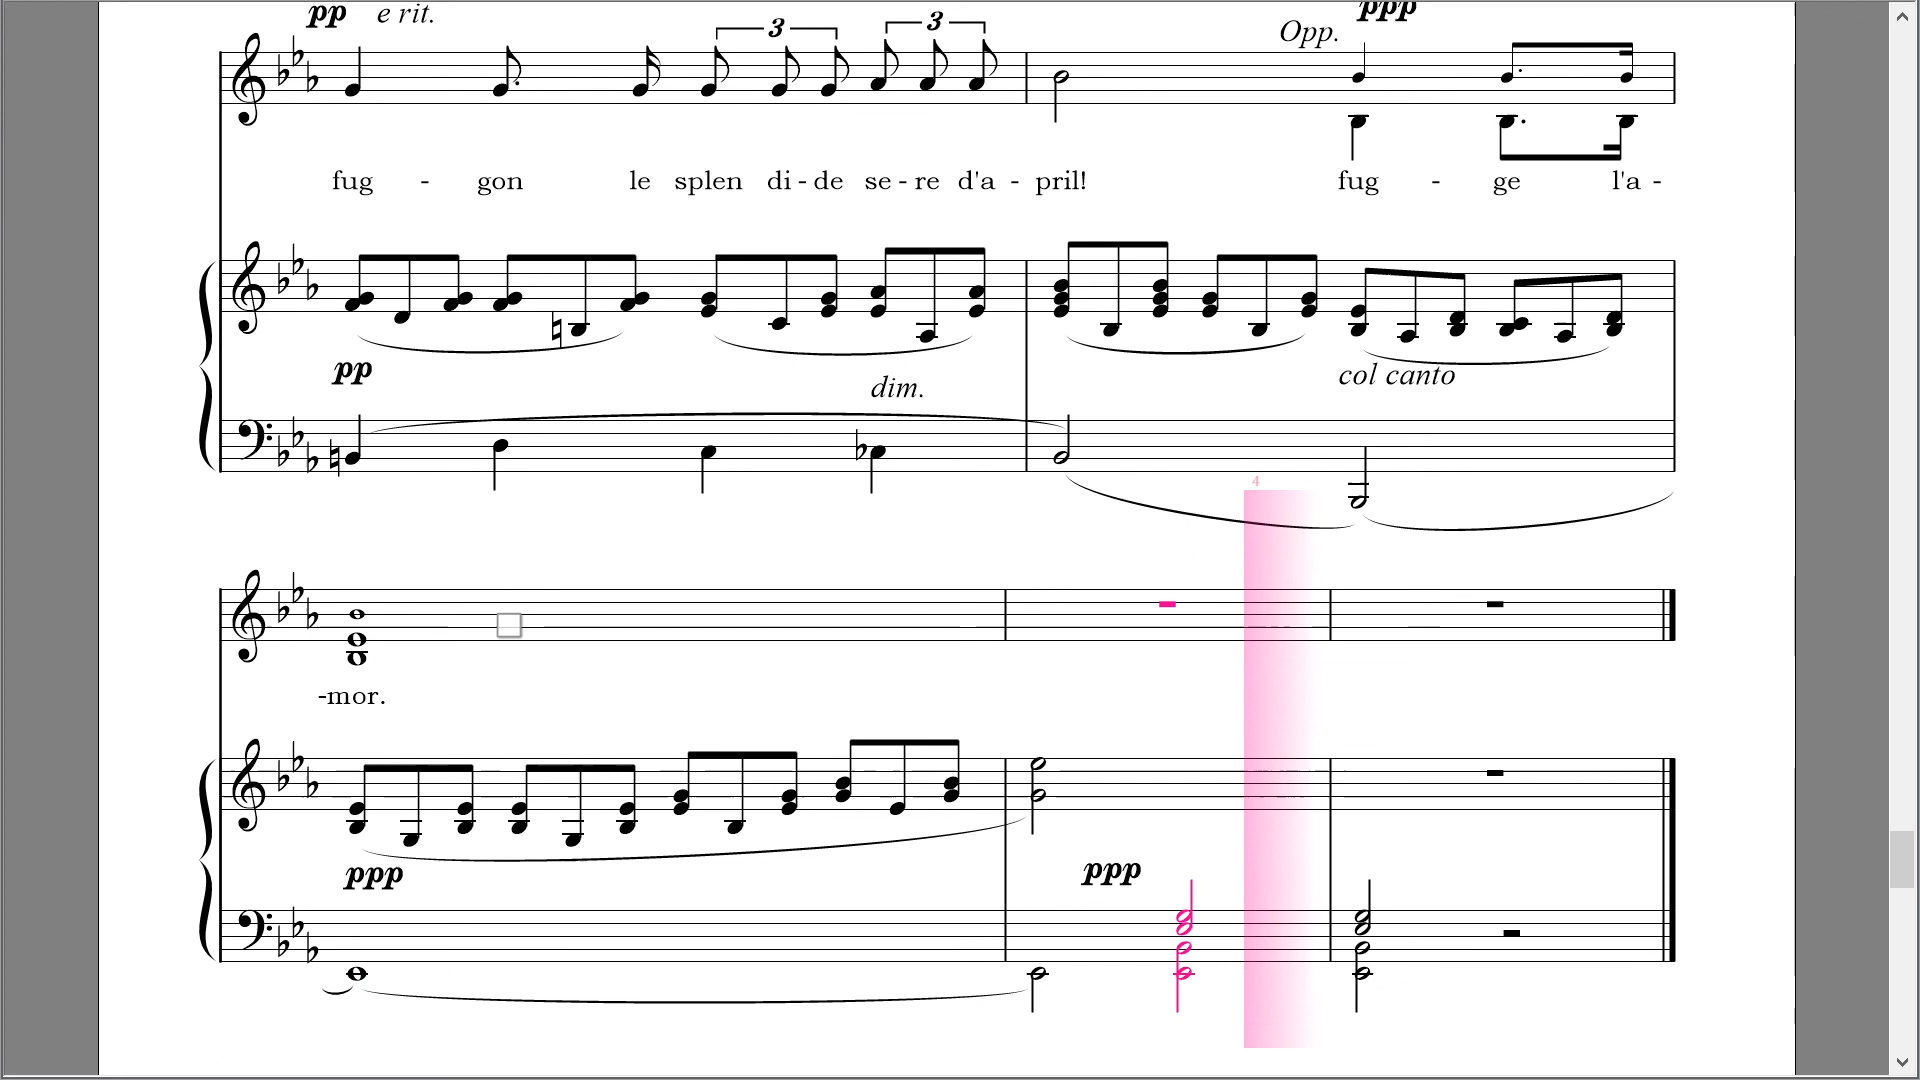 pp e rit.
3 3
Opp. ppp
fug - gon le splen di - de se - re d'a - pril! fug - ge l'a -
pp
dim.
col canto
4
-mor.
ppp
ppp